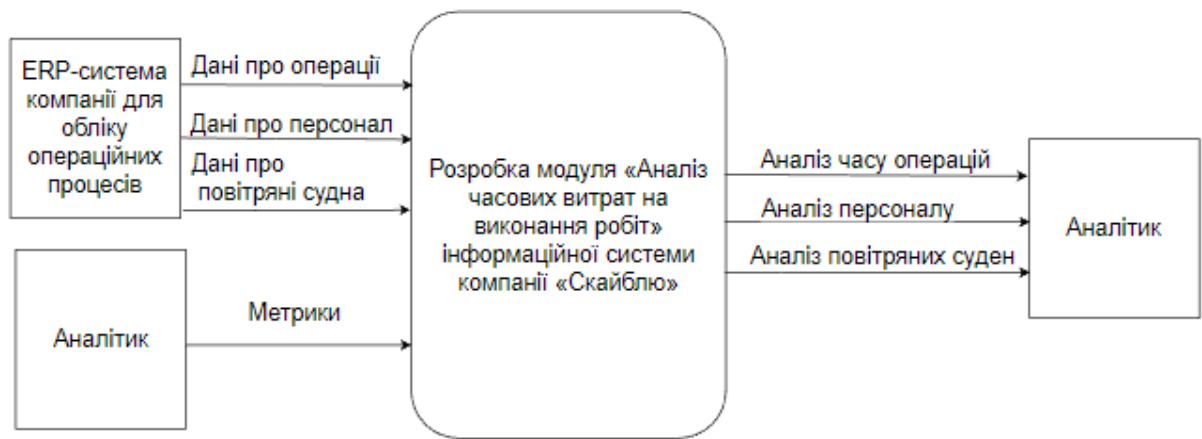 ERP-система
компанії для
обліку
операційних
процесів
Дані про операції
Дані про персонал
Дані про
повітряні судна
Аналітик
Метрики
Розробка модуля «Аналіз
часових витрат на
виконання робіт»
інформаційної системи
компанії «Скайблю»
Аналіз часу операцій
Аналіз персоналу
Аналіз повітряних суден
Аналітик